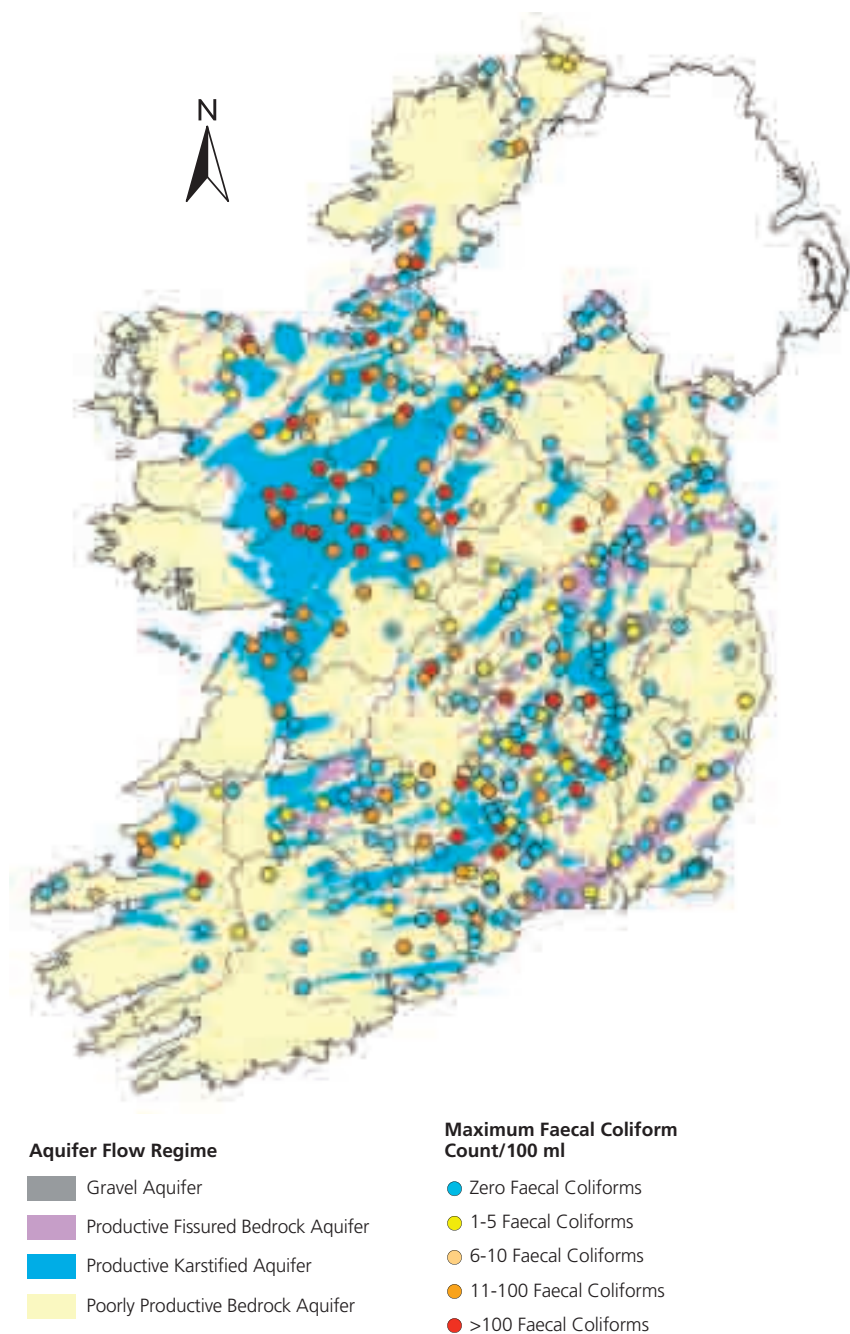 N
Aquifer Flow Regime
Gravel Aquifer
Productive Fissured Bedrock Aquifer
Productive Karstified Aquifer
Poorly Productive Bedrock Aquifer
Maximum Faecal Coliform
Count/100 ml
Zero Faecal Coliforms
1-5 Faecal Coliforms
6-10 Faecal Coliforms
11-100 Faecal Coliforms
>100 Faecal Coliforms